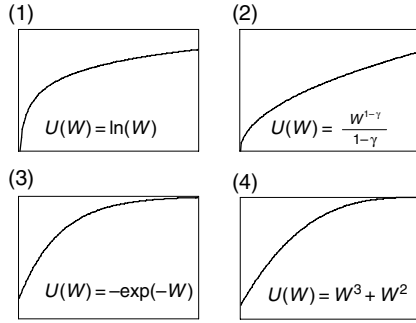 (1)
U(W) = ln(W)
(2)
U(W) = W^{1−γ} / 1−γ
(3)
U(W) = −exp(−W)
(4)
U(W) = W³ + W²